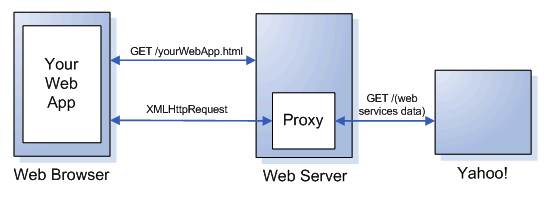 Your
Web
App
GET /yourWebApp.html
XMLHttpRequest
Proxy
GET /(web
services data)
Web Browser
Web Server
Yahoo!